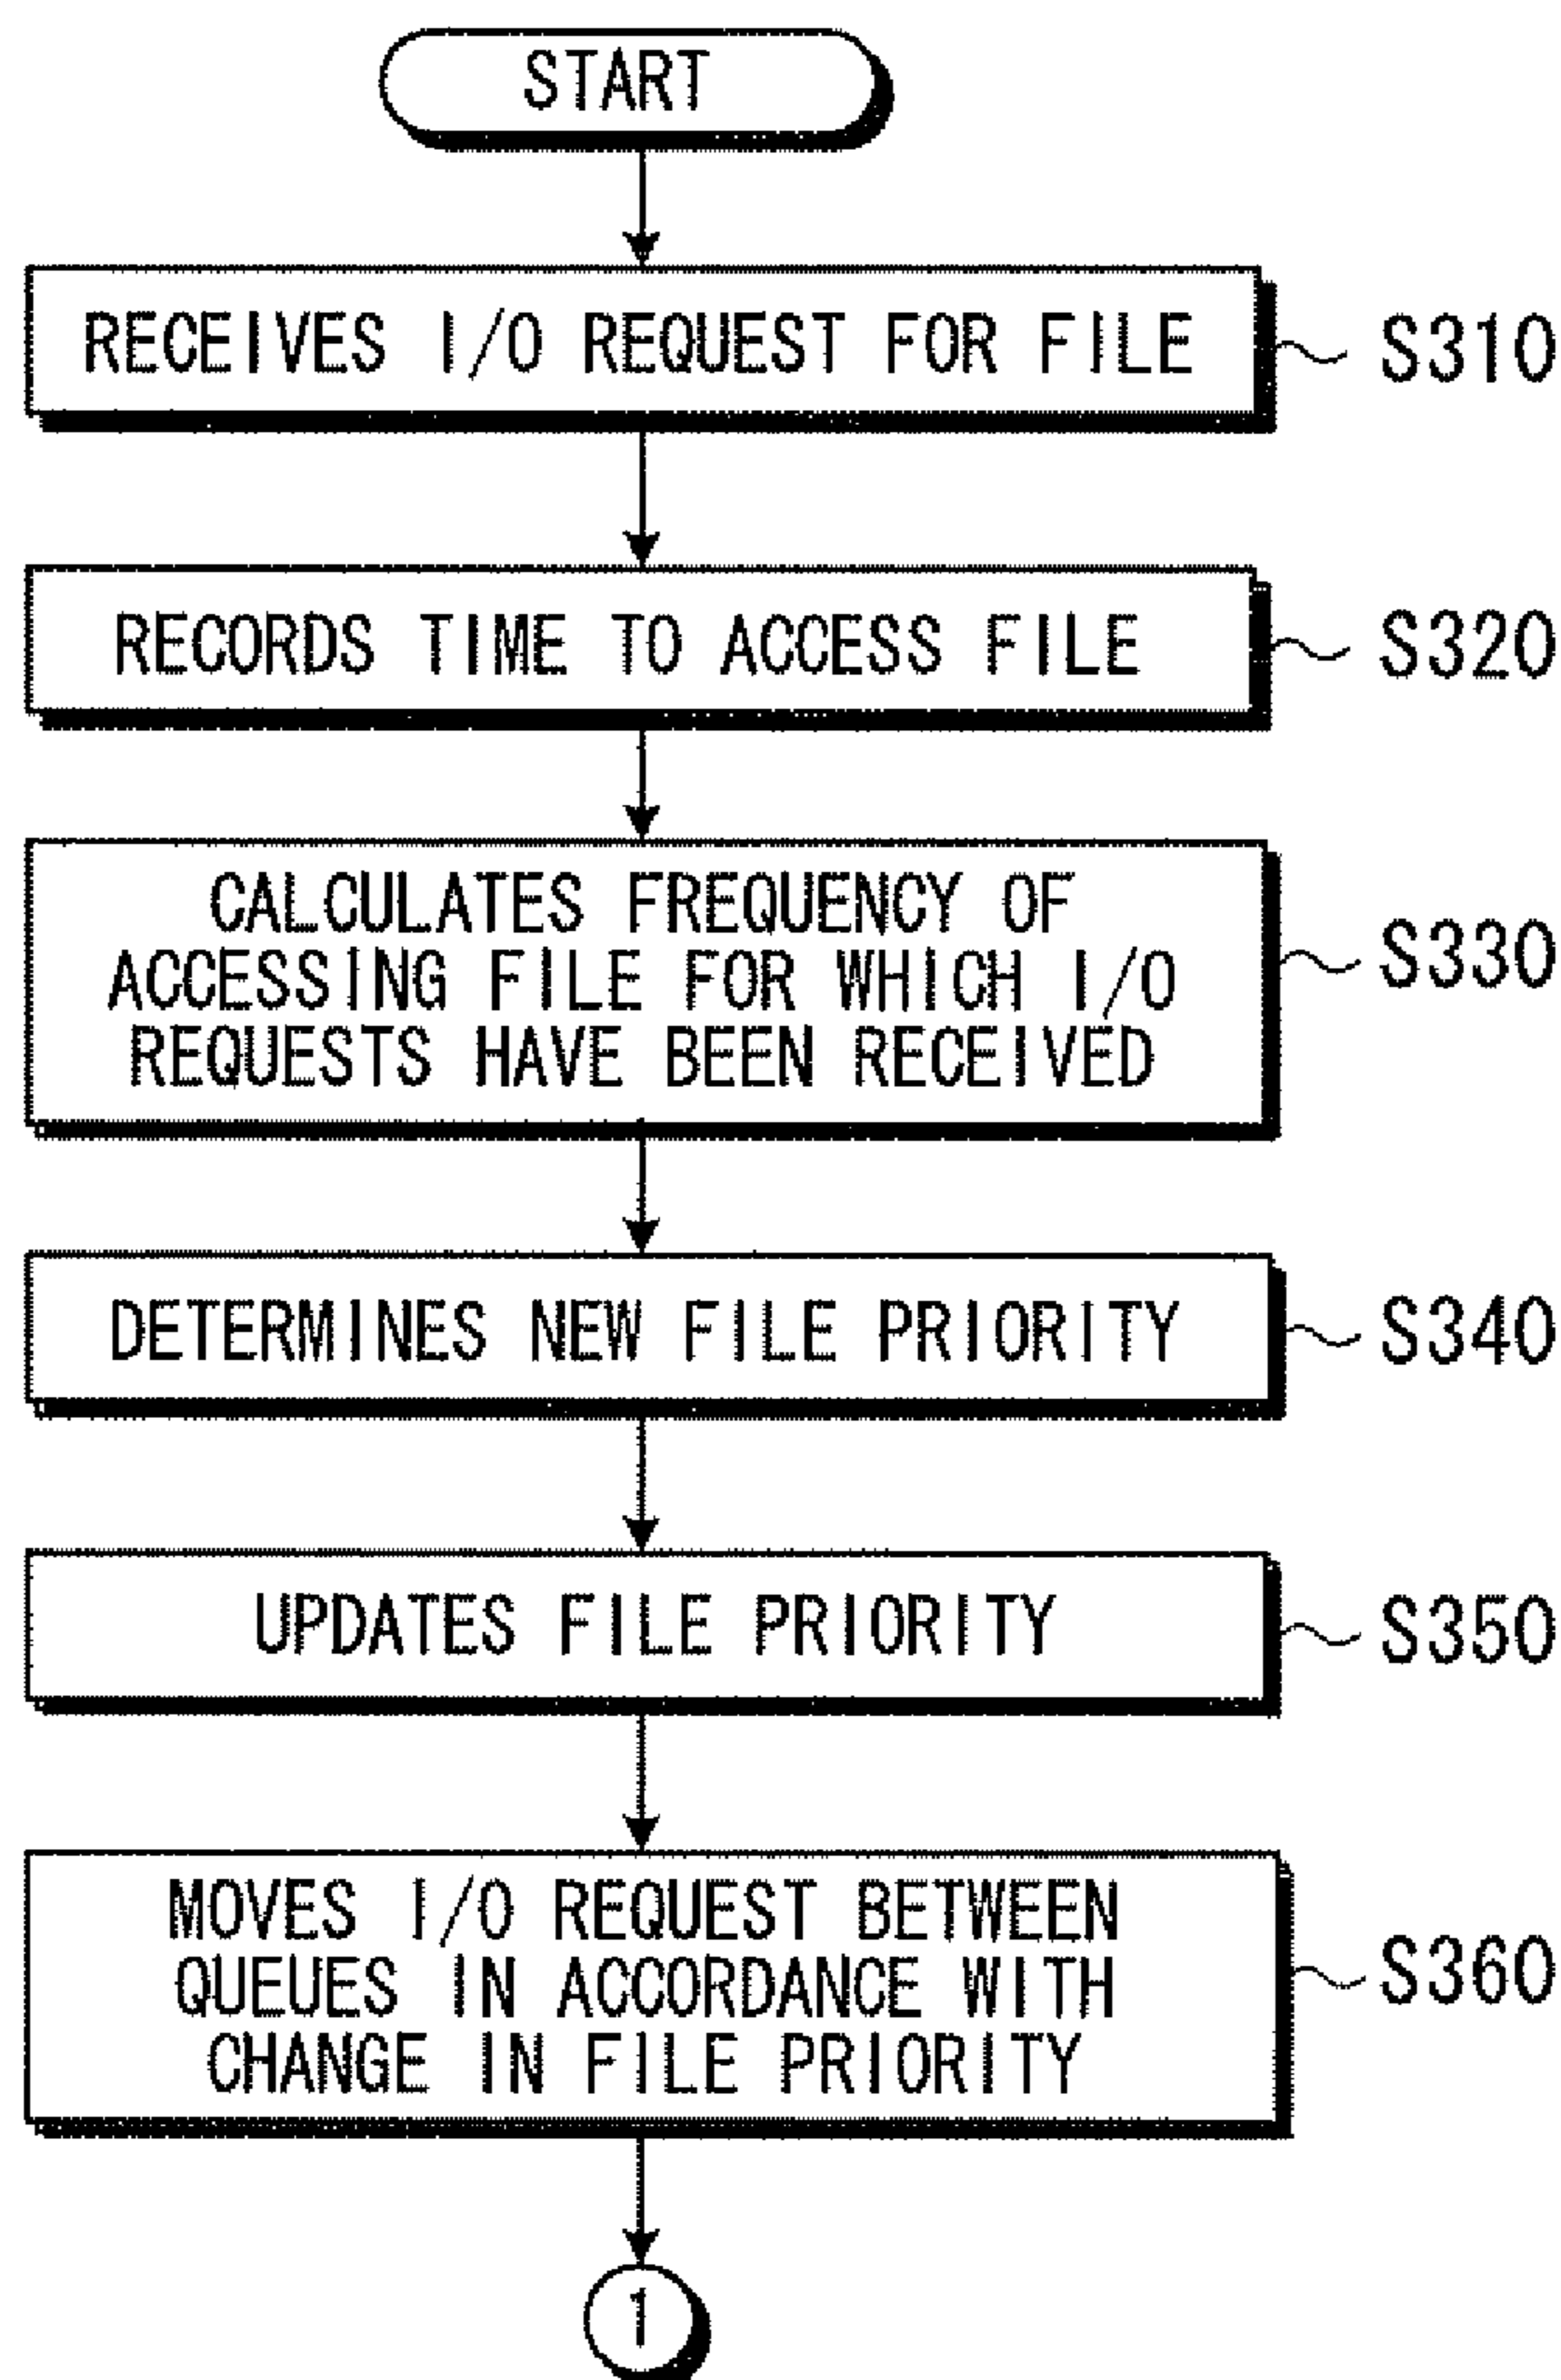 START
RECEIVES I/O REQUEST FOR FILE
S310
RECORDS TIME TO ACCESS FILE
S320
CALCULATES FREQUENCY OF
ACCESSING FILE FOR WHICH I/O
REQUESTS HAVE BEEN RECEIVED
S330
DETERMINES NEW FILE PRIORITY
S340
UPDATES FILE PRIORITY
S350
MOVES I/O REQUEST BETWEEN
QUEUES IN ACCORDANCE WITH
CHANGE IN FILE PRIORITY
S360
1